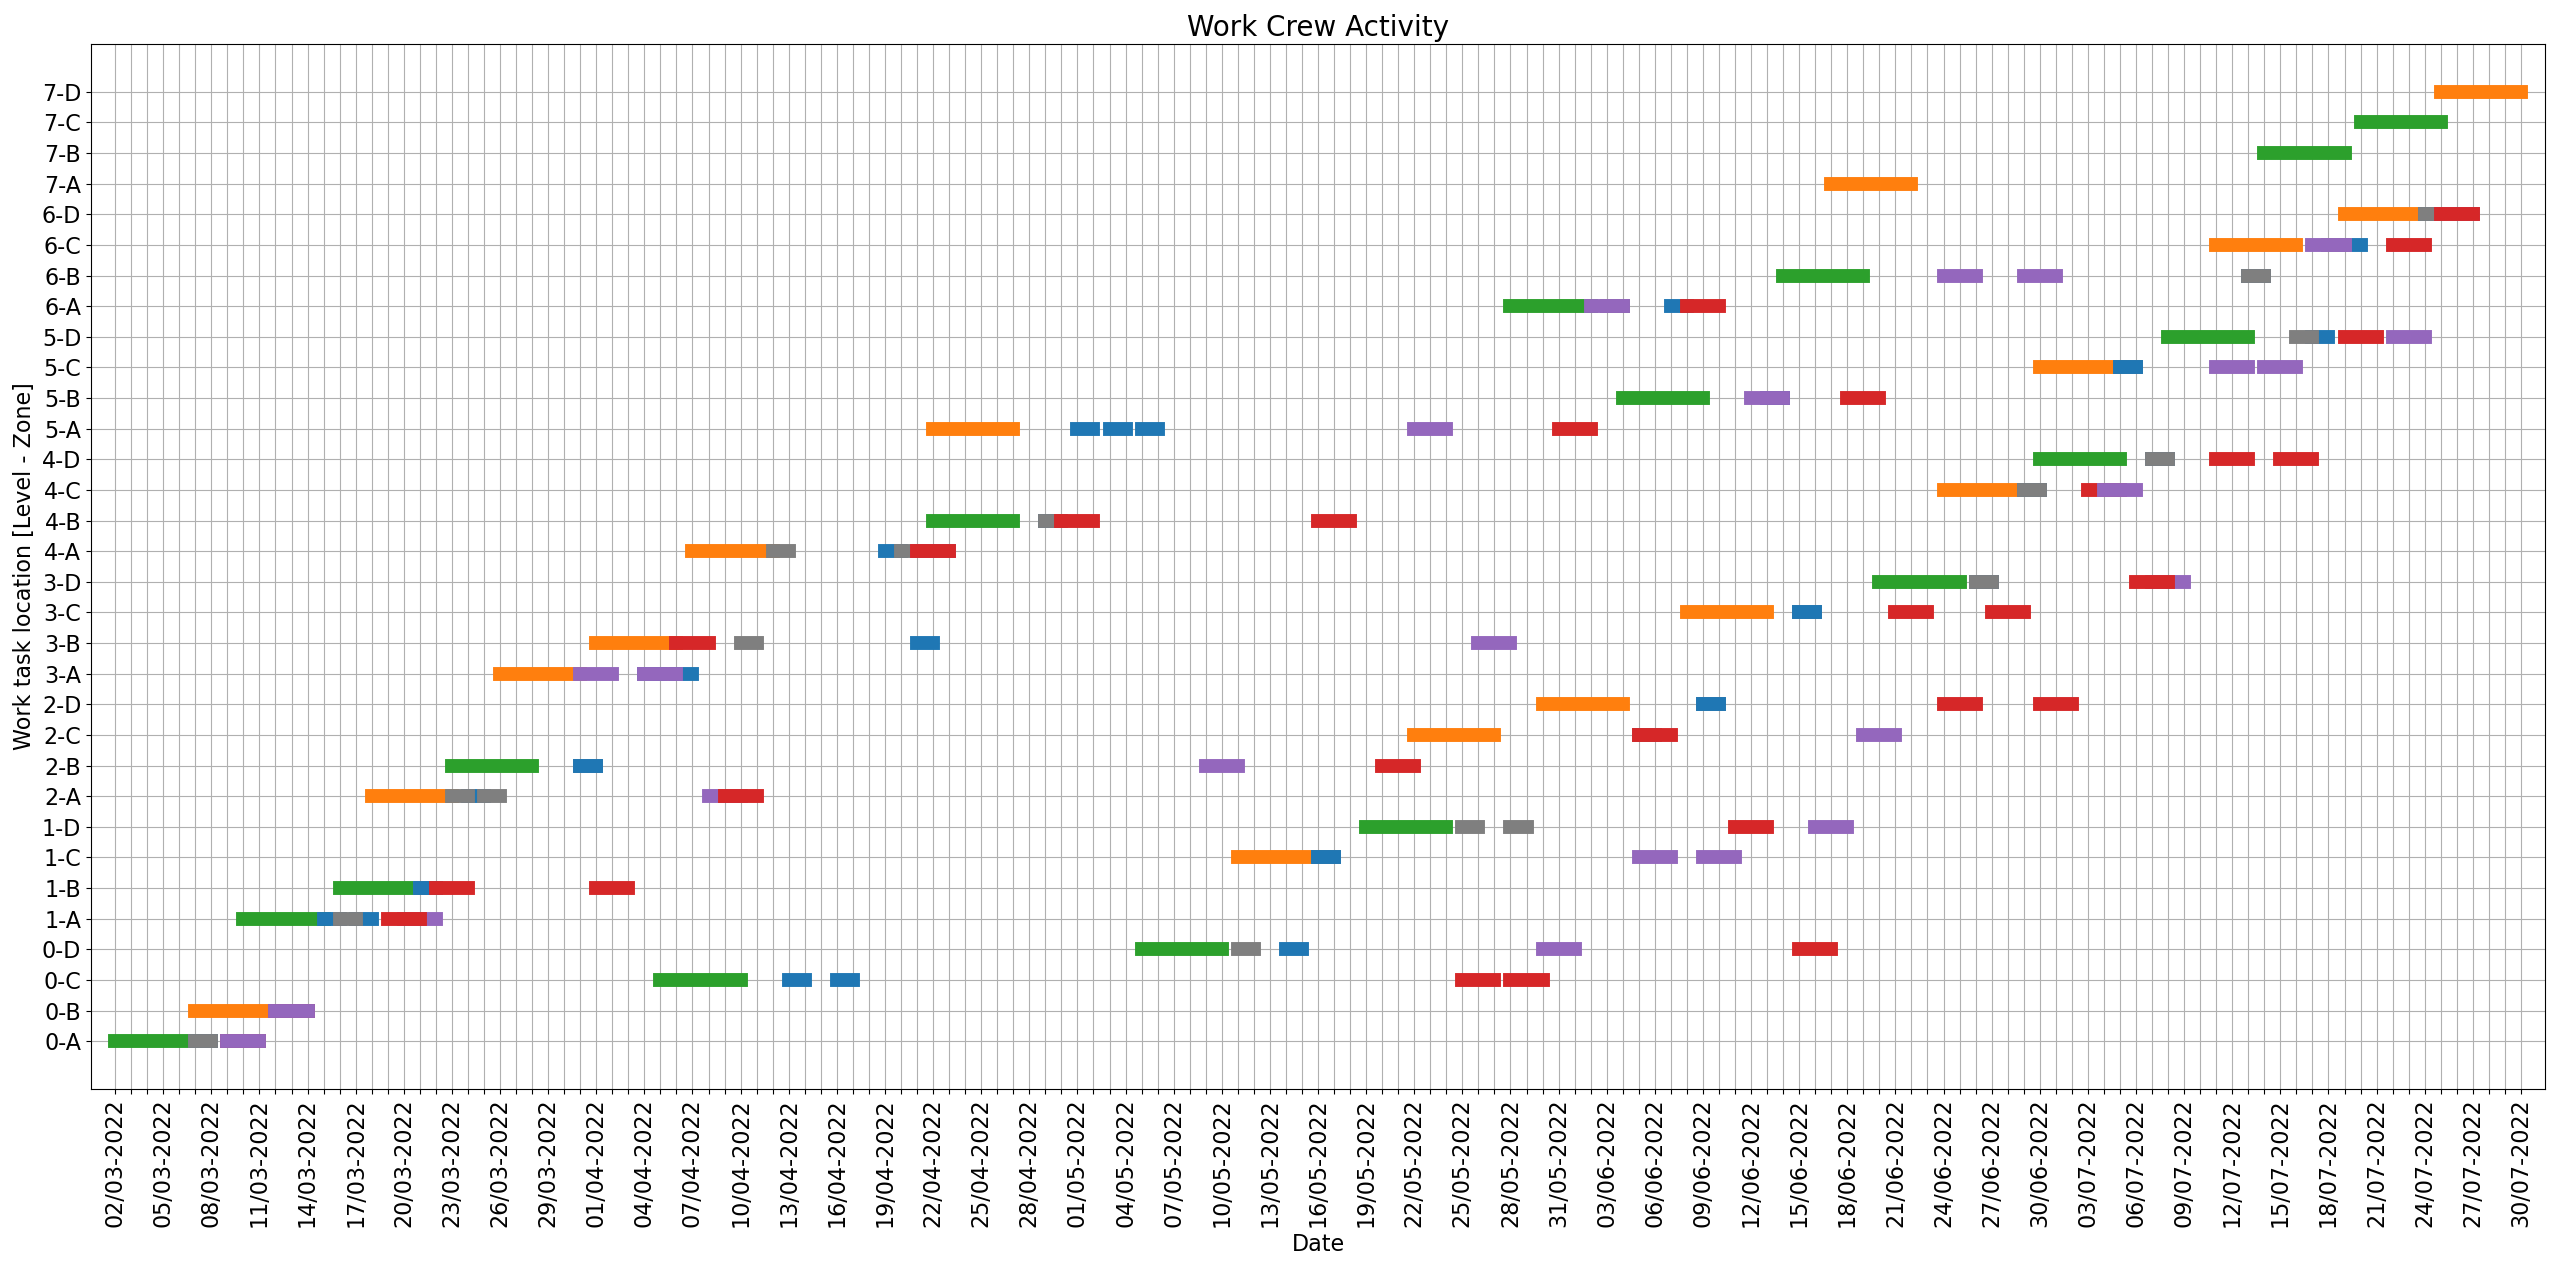 Work Crew Activity
Work task location [Level - Zone]
7-D
7-C
7-B
7-A
6-D
6-C
6-B
6-A
5-D
5-C
5-B
5-A
4-D
4-C
4-B
4-A
3-D
3-C
3-B
3-A
2-D
2-C
2-B
2-A
1-D
1-C
1-B
1-A
0-D
0-C
0-B
0-A
02/03-2022
05/03-2022
08/03-2022
11/03-2022
14/03-2022
17/03-2022
20/03-2022
23/03-2022
26/03-2022
29/03-2022
01/04-2022
04/04-2022
07/04-2022
10/04-2022
13/04-2022
16/04-2022
19/04-2022
22/04-2022
25/04-2022
28/04-2022
01/05-2022
04/05-2022
07/05-2022
10/05-2022
13/05-2022
16/05-2022
19/05-2022
22/05-2022
25/05-2022
28/05-2022
31/05-2022
03/06-2022
06/06-2022
09/06-2022
12/06-2022
15/06-2022
18/06-2022
21/06-2022
24/06-2022
27/06-2022
30/06-2022
03/07-2022
06/07-2022
09/07-2022
12/07-2022
15/07-2022
18/07-2022
21/07-2022
24/07-2022
27/07-2022
30/07-2022
Date